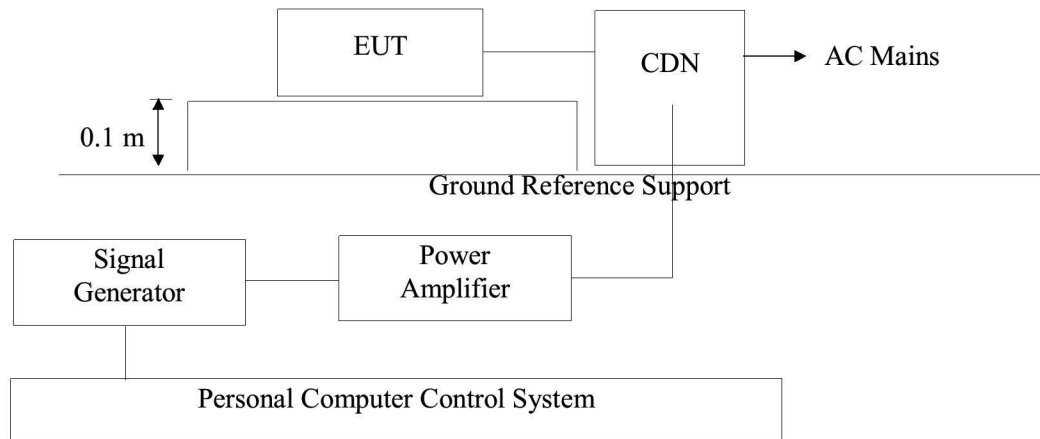 EUT
CDN
AC Mains
0.1 m
Ground Reference Support
Signal
Generator
Power
Amplifier
Personal Computer Control System